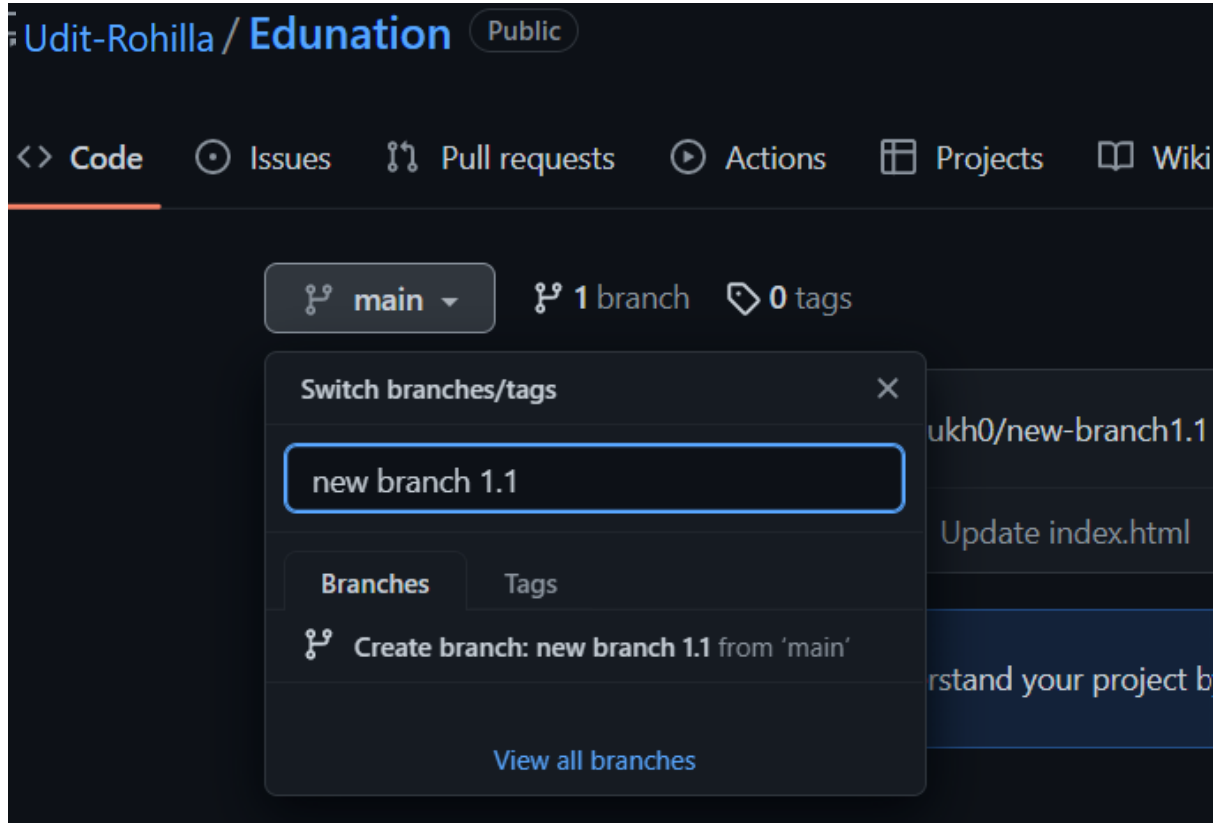 Udit-Rohilla / Edunation Public
Code Issues Pull requests Actions Projects Wiki
main 1 branch 0 tags
Switch branches/tags
ukh0/new-branch1.1
new branch 1.1
Update index.html
Branches Tags
Create branch: new branch 1.1 from ‘main’
rstand your project b
View all branches